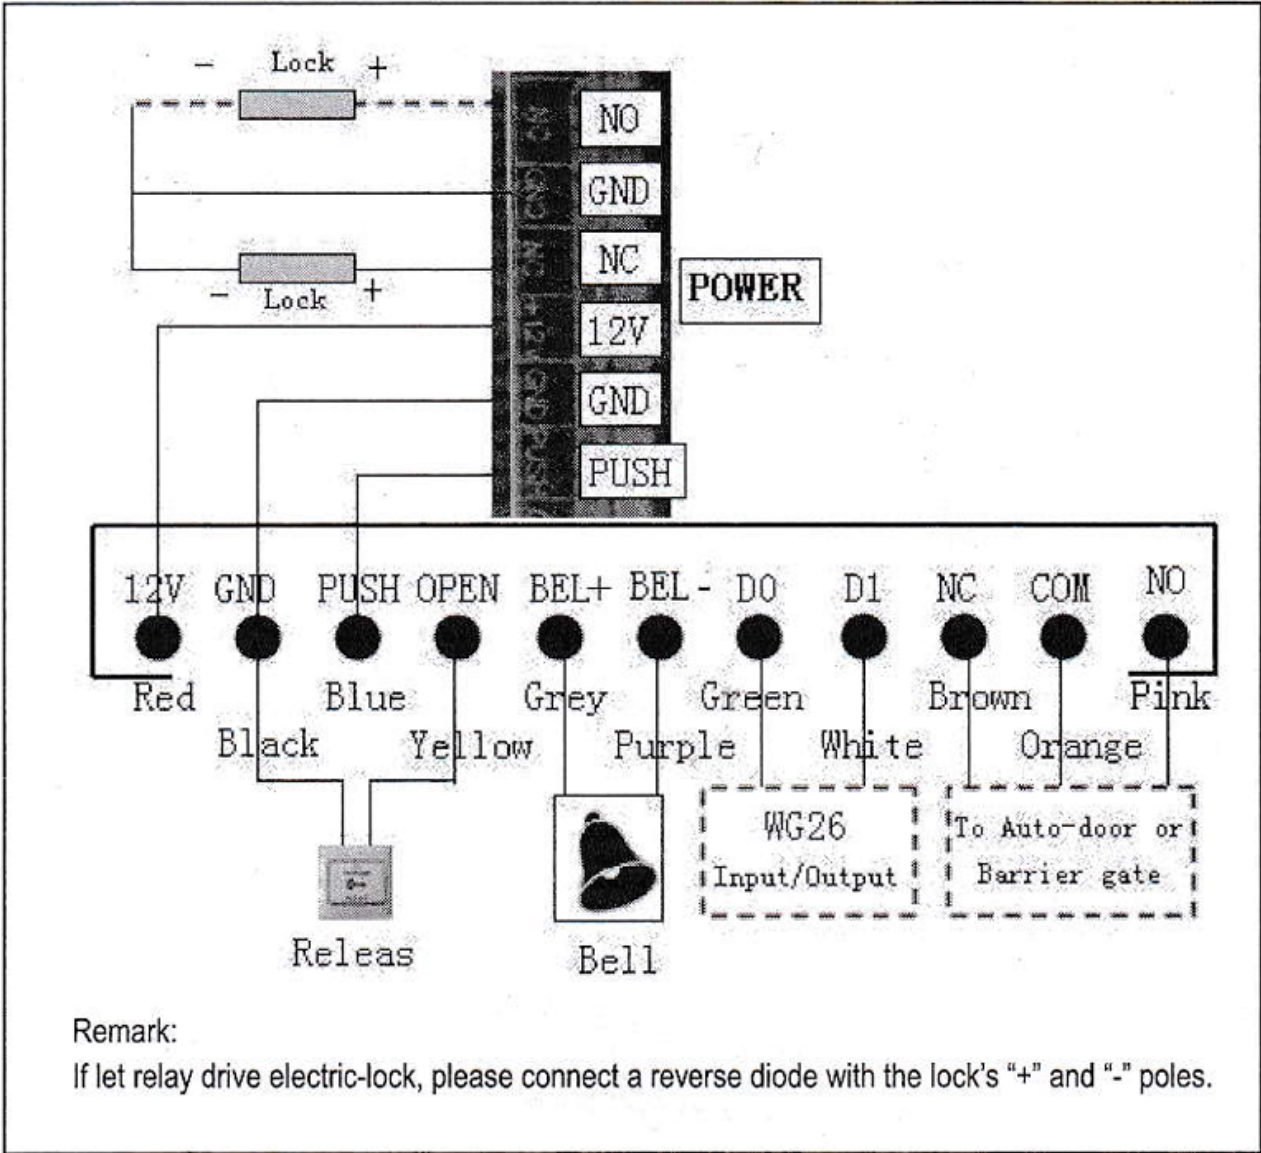 - Lock +
NO
GND
NC
- Lock +
12V
GND
PUSH
POWER
12V GND PUSH OPEN BEL+ BEL- D0 D1 NC COM NO
Red Blue Grey Green Brown Pink
Black Yellow Purple White Orange
WG26
Input/Output
To Auto-door or
Barrier gate
Releas
Bell
Remark:
If let relay drive electric-lock, please connect a reverse diode with the lock's “+” and “-” poles.